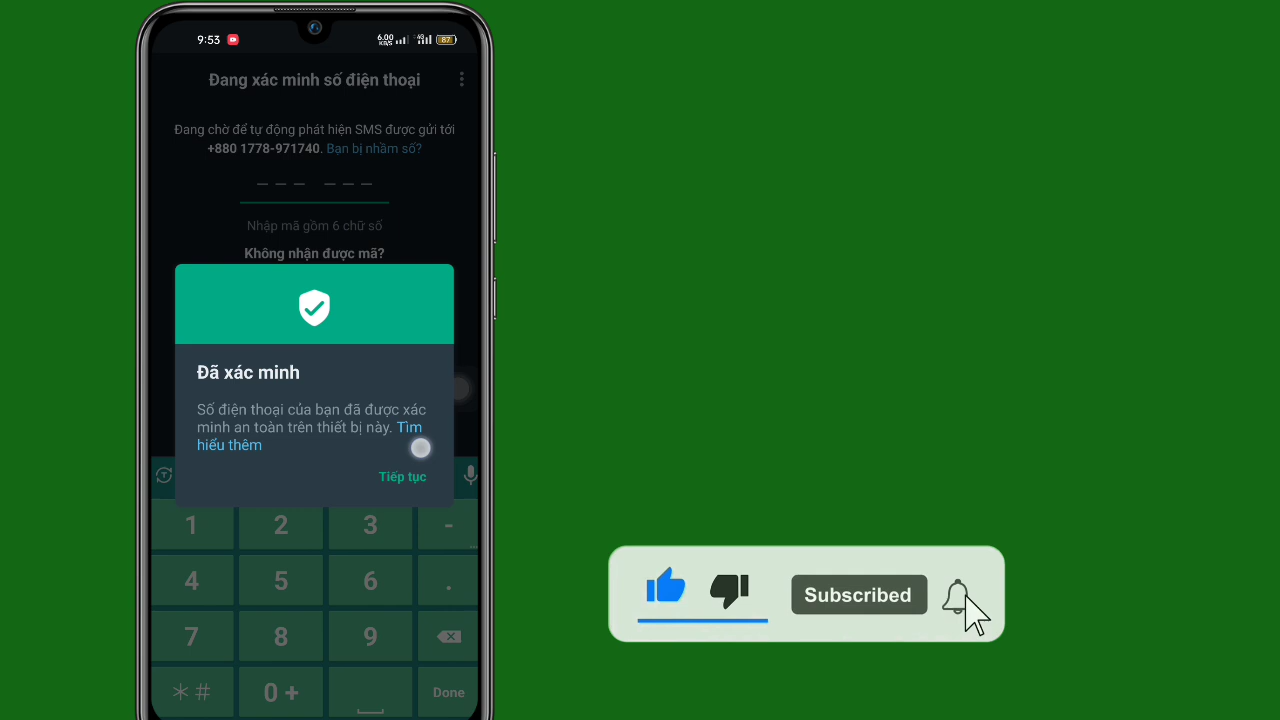 9:53
6.00
KB/S
4G
87
Đang xác minh số điện thoại
Đang chờ để tự động phát hiện SMS được gửi tới
+880 1778-971740. Bạn bị nhầm số?
Nhập mã gồm 6 chữ số
Không nhận được mã?
Đã xác minh
Số điện thoại của bạn đã được xác
minh an toàn trên thiết bị này. Tìm
hiểu thêm
Tiếp tục
T
1 2 3 -
4 5 6 .
7 8 9
* # 0 + Done
Subscribed